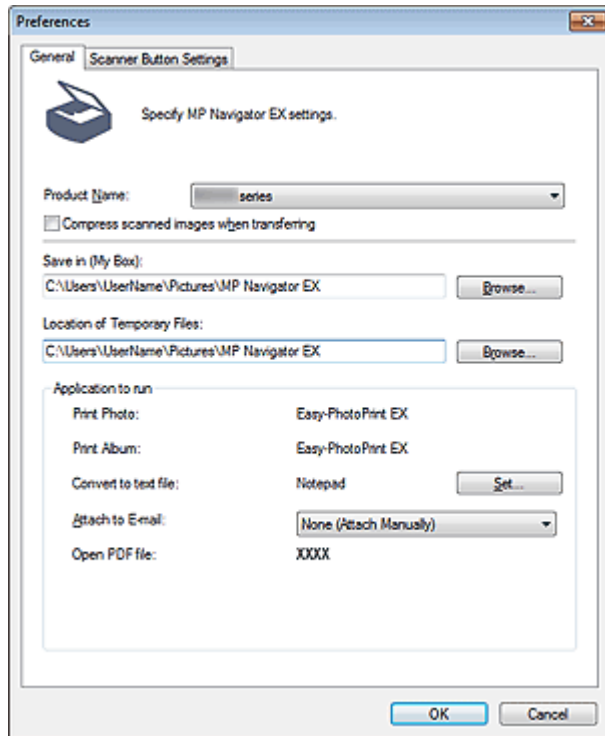 Preferences
General Scanner Button Settings
Specify MP Navigator EX settings.
Product Name: series
Compress scanned images when transferring
Save in (My Box):
C:\Users\UserName\Pictures\MP Navigator EX Browse...
Location of Temporary Files:
C:\Users\UserName\Pictures\MP Navigator EX Browse...
Application to run
Print Photo: Easy-PhotoPrint EX
Print Album: Easy-PhotoPrint EX
Convert to text file: Notepad Set...
Attach to E-mail: None (Attach Manually)
Open PDF file: XXXX
OK Cancel